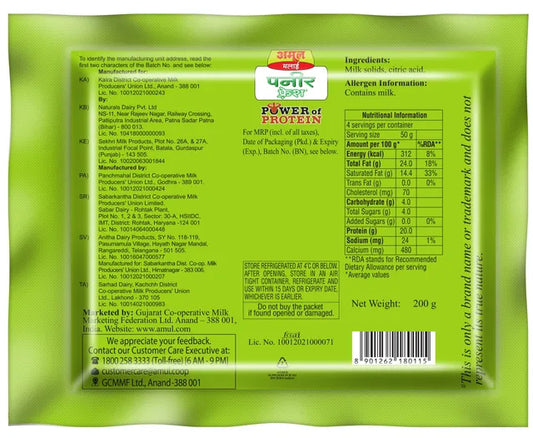 To identify the manufacturing unit address, read the
first two characters of the Batch No. and see below:
Manufactured for:
KA) Kaira District Co-operative Milk
Producers' Union Ltd., Anand - 388 001
Lic. No. 10012021000243
By:
KB) Naturals Dairy Pvt. Ltd
NS-11, Near Rajeev Nagar, Railway Crossing,
Patliputra Industrial Area, Patna Sadar Patna
(Bihar) - 800 013.
Lic. No. 10418900000093
KE) Sekhri Milk Products, Plot No. 26A, & 27A,
Industrial Focal Point, Batala, Gurdaspur
(Punjab) - 143 505.
Lic. No. 10020063001844
Manufactured by:
PA) Panchmahal District Co-operative Milk
Producers' Union Ltd., Godhra - 389 001.
Lic. No. 10012021000424
SR) Sabarkantha District Co-operative Milk
Producers' Union Limited.
Sabar Dairy - Rohtak Plant.
Plot No. 1, 2 & 3, Sector: 30-A, HSIIDC,
IMT: District: Rohtak, Haryana -124 001
Lic. No. 10014064000448
SV) Anitha Dairy Products, SY No. 118-119,
Pasumamula Village, Hayath Nagar Mandal,
Rangareddy, Telangana - 501 505.
Lic. No. 10016047000577
Manufactured for: Sabarkantha Dist. Co-op. Milk
Producers' Union Ltd., Himatnagar - 383 006.
Lic. No. 10012021000207
TA) Sarhad Dairy, Kachchh District
Co-operative Milk Producers' Union
Ltd., Lakhond - 370 105
Lic. No. 10014021000983
Marketed by: Gujarat Co-operative Milk
Marketing Federation Ltd. Anand – 388 001,
India. Website: www.amul.com
We appreciate your feedback.
Contact our Customer Care Executive at:
1800 258 3333 (Toll-free) [6 AM - 9 PM]
customercare@amul.coop
GCMMF Ltd., Anand-388 001
अमूल
मलाई
पनीर
फ्रेश
POWER of
PROTEIN
For MRP (incl. of all taxes),
Date of Packaging (Pkd.) & Expiry
(Exp.), Batch No. (BN), see below.
STORE REFRIGERATED AT 4˚C OR BELOW.
AFTER OPENING, STORE IN AN AIR
TIGHT CONTAINER, REFRIGERATE AND
USE WITHIN 15 DAYS OR EXPIRY DATE,
WHICHEVER IS EARLIER.
Do not buy the packet
if found opened or damaged.
fssai
Lic. No. 10012021000071
Ingredients:
Milk solids, citric acid.
Allergen Information:
Contains milk.
Nutritional Information
4 servings per container
Serving size 50 g
Amount per 100 g* %RDA**
Energy (kcal) 312 8%
Total Fat (g) 24.0 18%
Saturated Fat (g) 14.4 33%
Trans Fat (g) 0.0 0%
Cholesterol (mg) 70
Carbohydrate (g) 4.0
Total Sugars (g) 4.0
Added Sugars (g) 0.0 0%
Protein (g) 20.0
Sodium (mg) 24 1%
Calcium (mg) 480
**RDA stands for Recommended
Dietary Allowance per serving
*Average values
Net Weight: 200 g
8 901262 180115
"This is only a brand name or trademark and does not
represent its true nature."